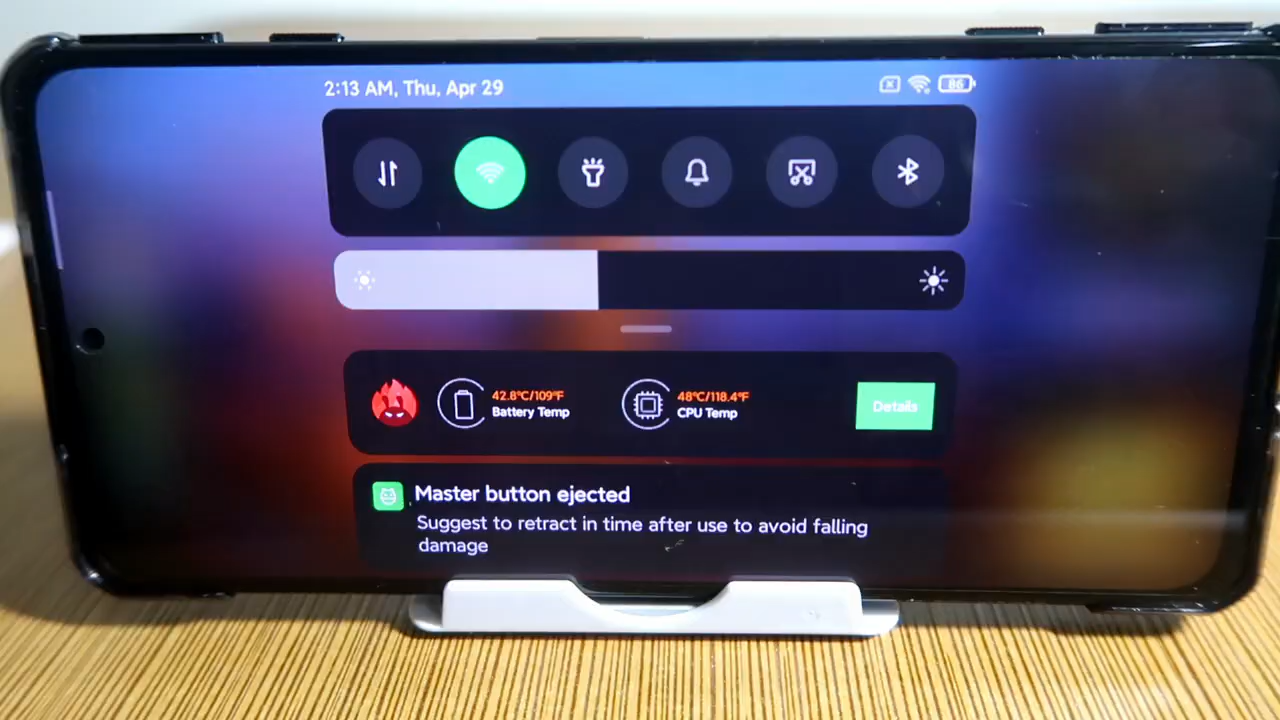 2:13 AM, Thu, Apr 29
86
42.8°C/109°F
Battery Temp
48°C/118.4°F
CPU Temp
Details
Master button ejected
Suggest to retract in time after use to avoid falling
damage